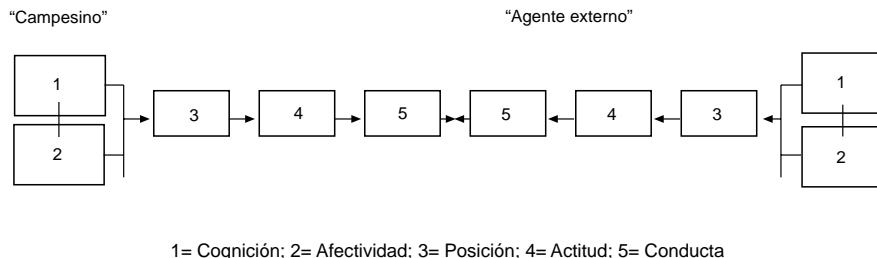 “Campesino” “Agente externo”
1 1
3 4 5 5 4 3
2 2
1= Cognición; 2= Afectividad; 3= Posición; 4= Actitud; 5= Conducta